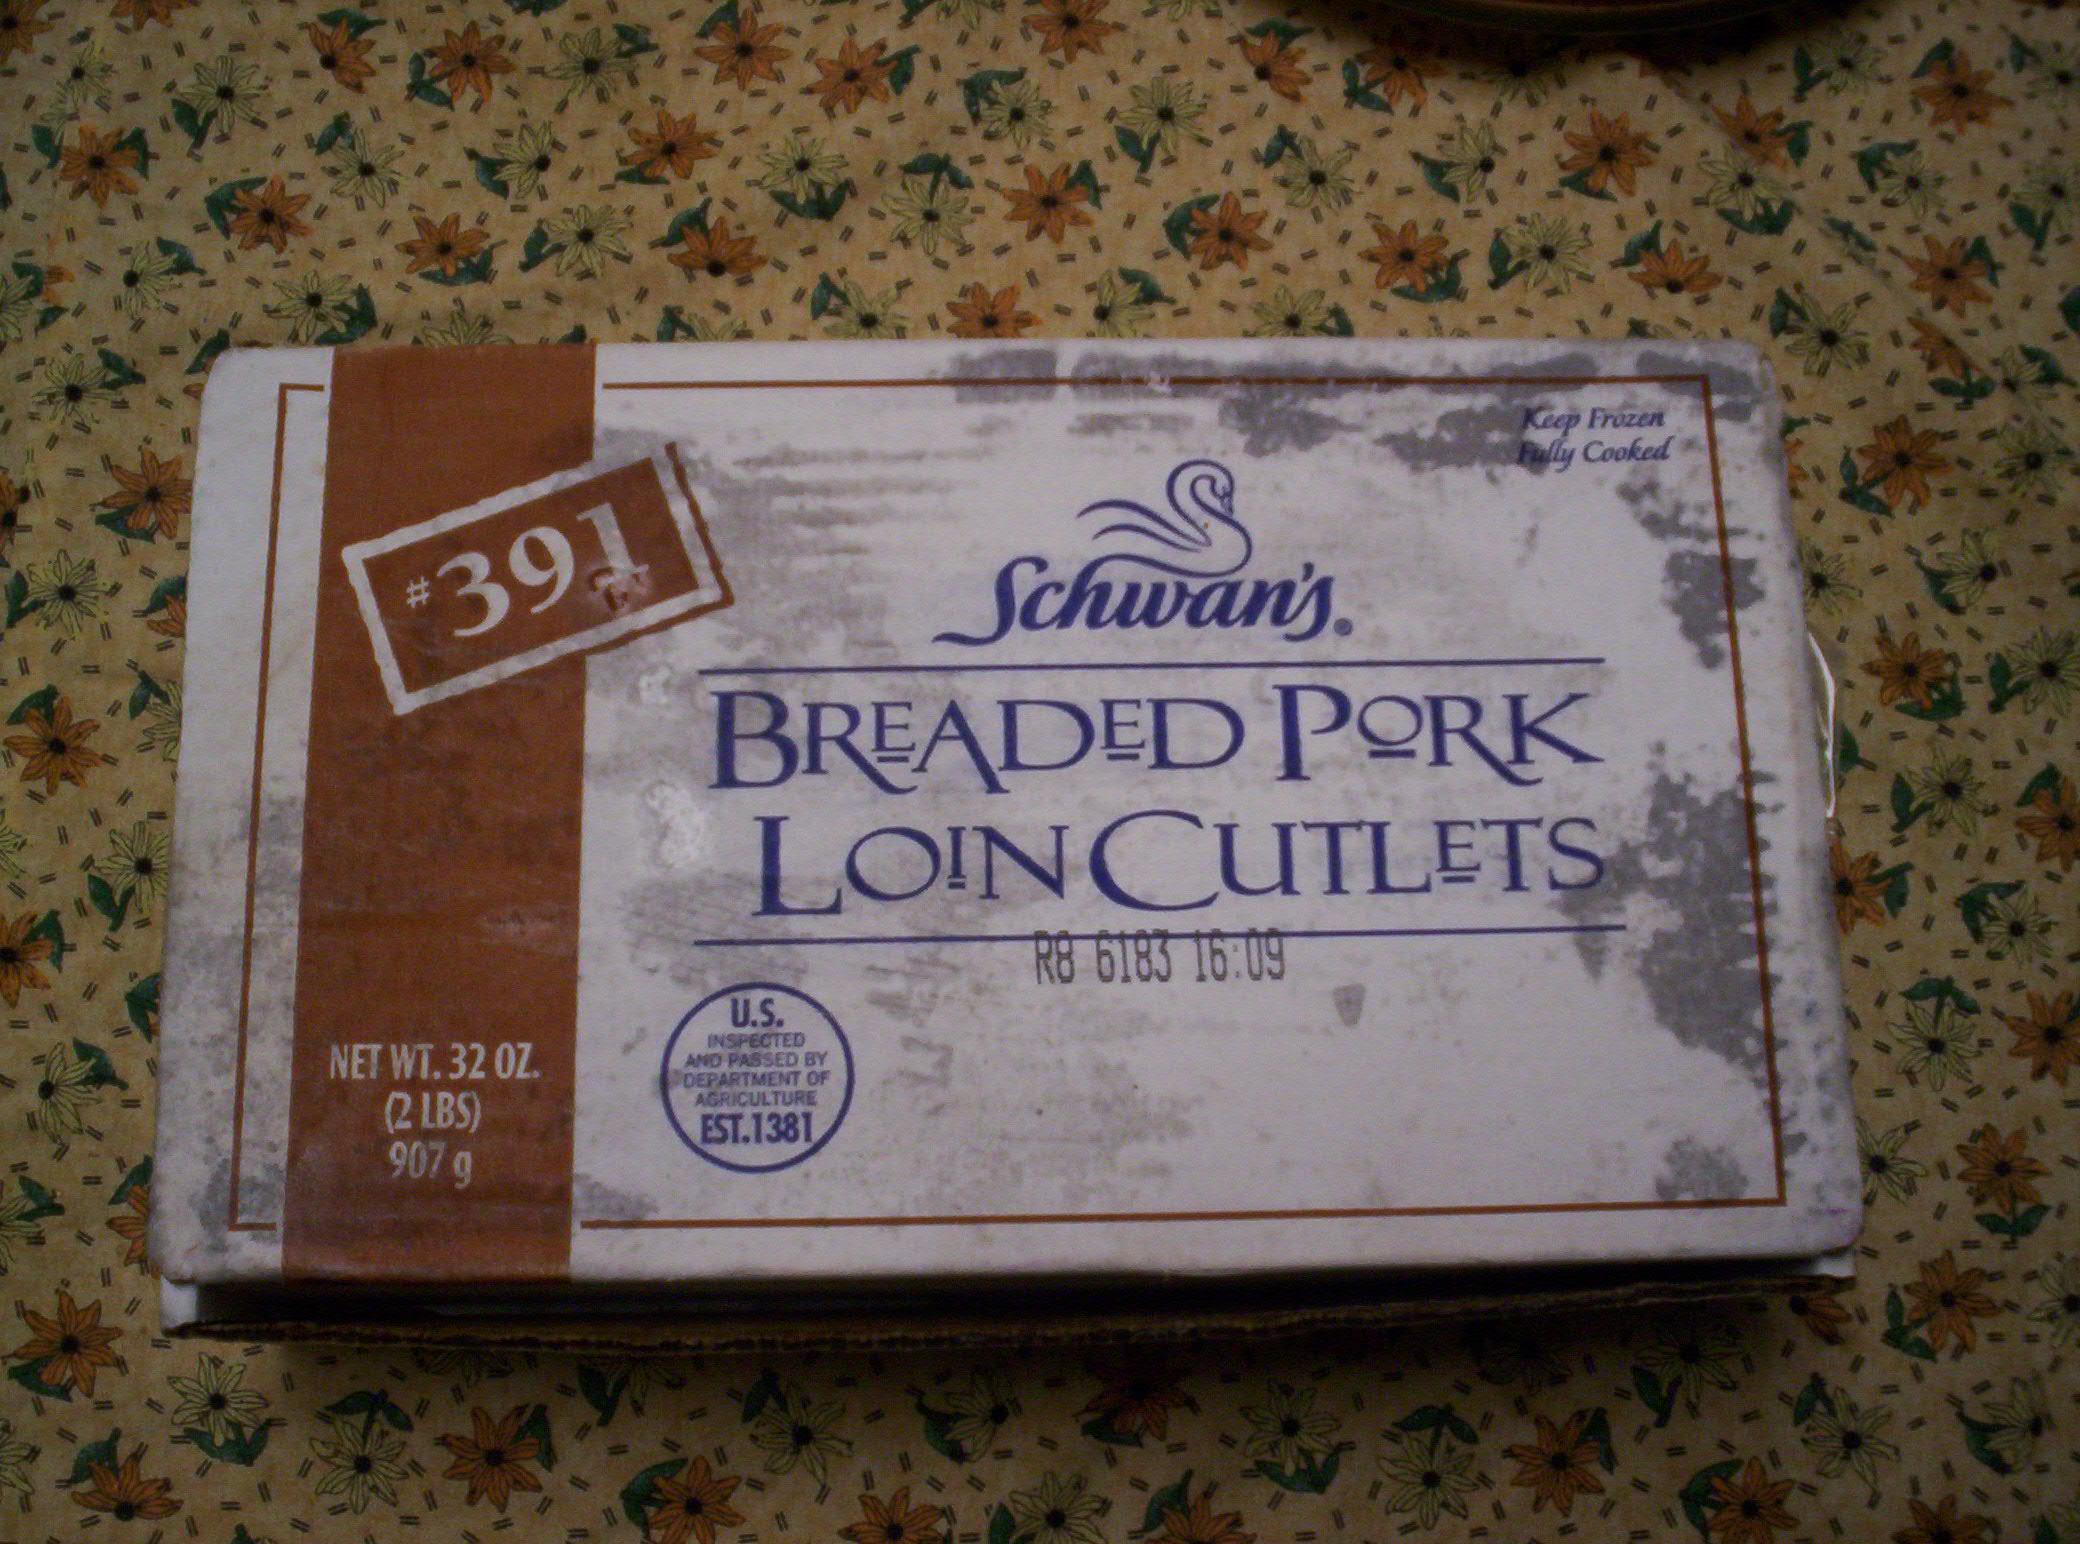 Keep Frozen
Fully Cooked
#391
Schwan's®
BREADED PORK
LOIN CUTLETS
R8 6183 16:09
U.S.
INSPECTED
AND PASSED BY
DEPARTMENT OF
AGRICULTURE
EST.1381
NET WT. 32 OZ.
(2 LBS)
907 g